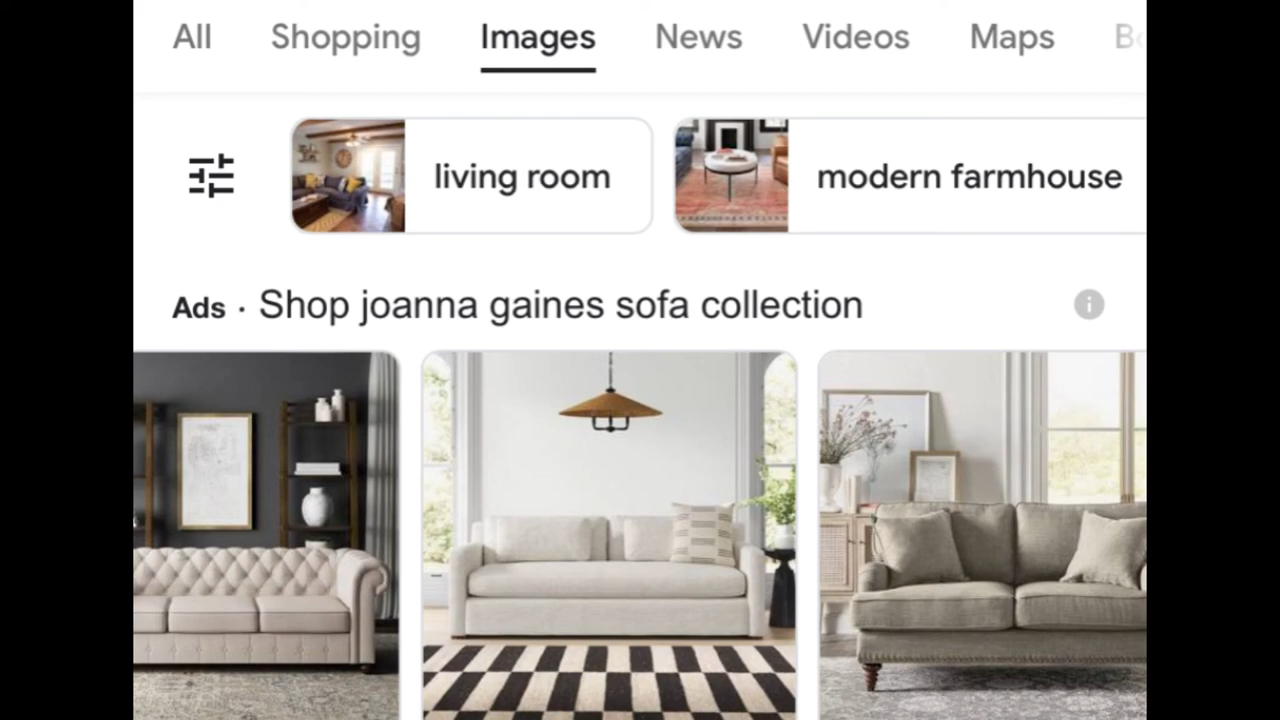 All Shopping Images News Videos Maps
living room modern farmhouse
Ads · Shop joanna gaines sofa collection